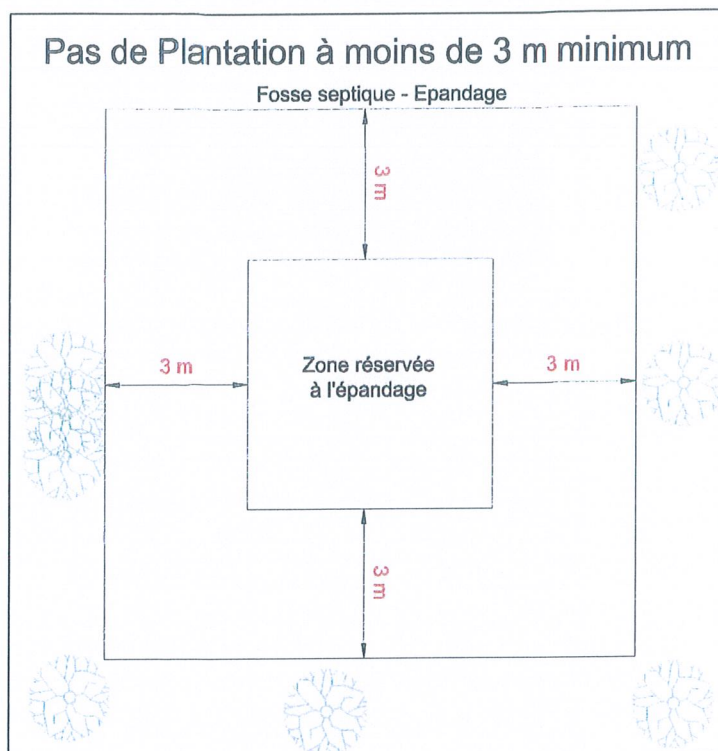 Pas de Plantation à moins de 3 m minimum
Fosse septique - Epandage
3 m
3 m
Zone réservée
à l'épandage
3 m
3 m